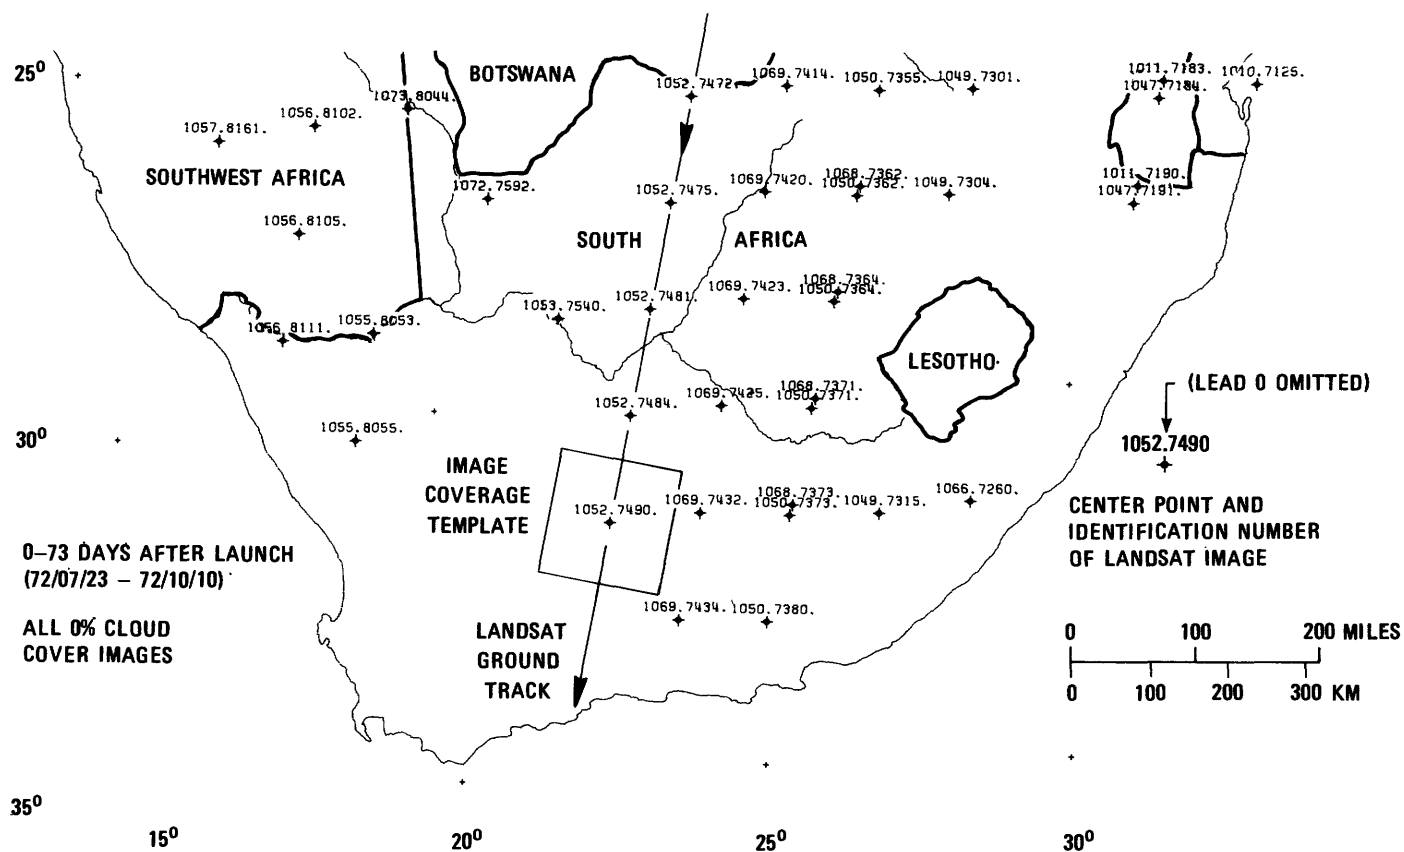 25°
BOTSWANA
1052.7472.
1069.7414.
1050.7355.
1049.7301.
1011.7183.
1010.7125.
1047.7184.
1073.8044.
1056.8102.
1057.8161.
SOUTHWEST AFRICA
1072.7592.
1052.7475.
1069.7420.
1068.7362.
1050.7362.
1049.7304.
1011.7190.
1047.7191.
1056.8105.
SOUTH AFRICA
1053.7540.
1052.7481.
1069.7423.
1068.7364.
1050.7364.
1056.8111.
1055.8053.
LESOTHO
(LEAD 0 OMITTED)
1052.7484.
1069.7425.
1068.7371.
1050.7371.
30°
1055.8055.
1052.7490
IMAGE
COVERAGE
TEMPLATE
1052.7490.
1069.7432.
1068.7373.
1050.7373.
1049.7315.
1066.7260.
CENTER POINT AND
IDENTIFICATION NUMBER
OF LANDSAT IMAGE
0–73 DAYS AFTER LAUNCH
(72/07/23 – 72/10/10)
1069.7434.
1050.7380.
ALL 0% CLOUD
COVER IMAGES
LANDSAT
GROUND
TRACK
0 100 200 MILES
0 100 200 300 KM
35°
15° 20° 25° 30°